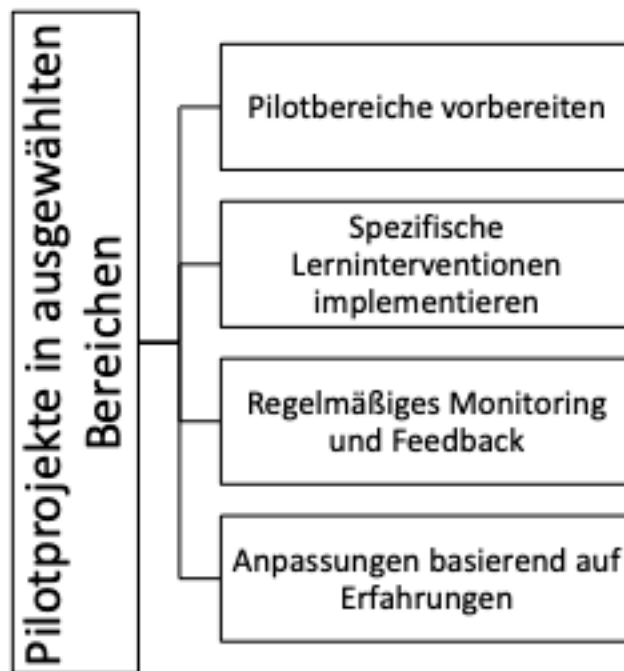 Pilotprojekte in ausgewählten
Bereichen
Pilotbereiche vorbereiten
Spezifische
Lerninterventionen
implementieren
Regelmäßiges Monitoring
und Feedback
Anpassungen basierend auf
Erfahrungen